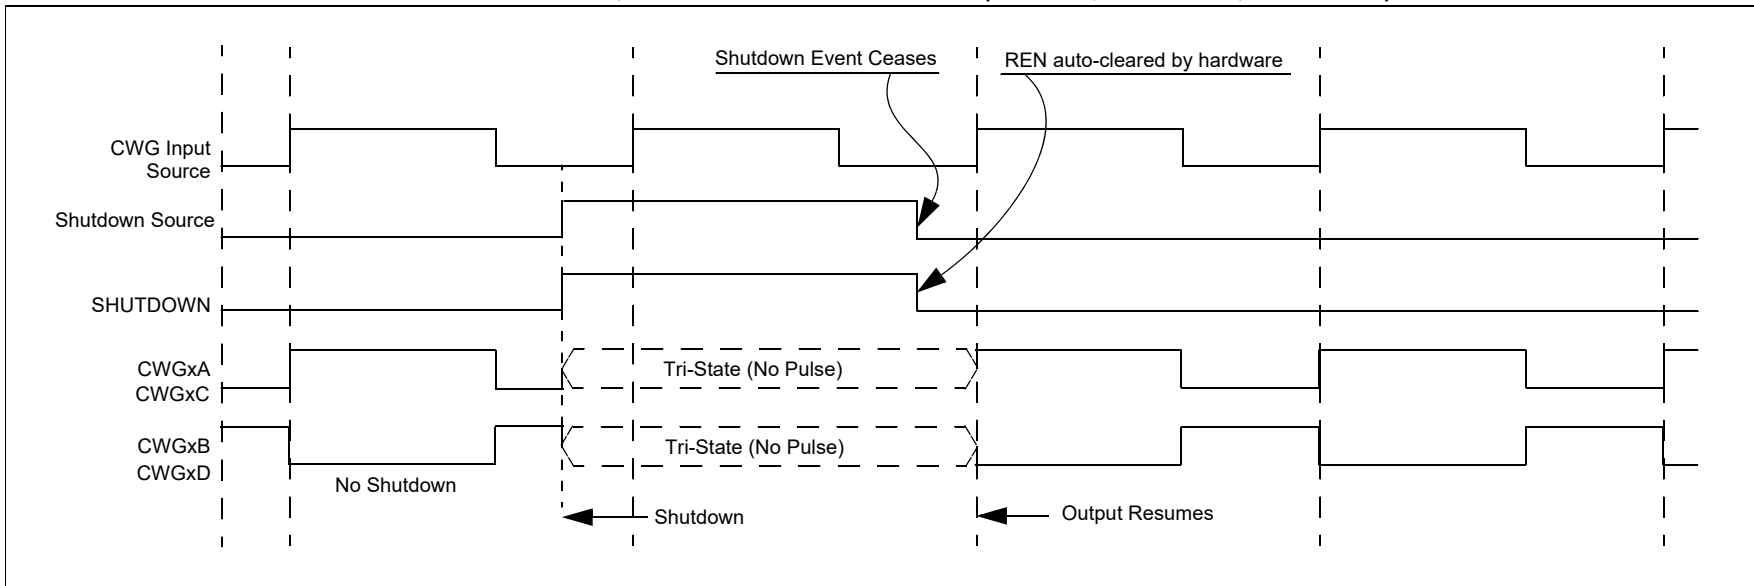 Shutdown Event Ceases
REN auto-cleared by hardware
CWG Input
Source
Shutdown Source
SHUTDOWN
CWGxA
CWGxC
Tri-State (No Pulse)
CWGxB
CWGxD
Tri-State (No Pulse)
No Shutdown
Shutdown
Output Resumes